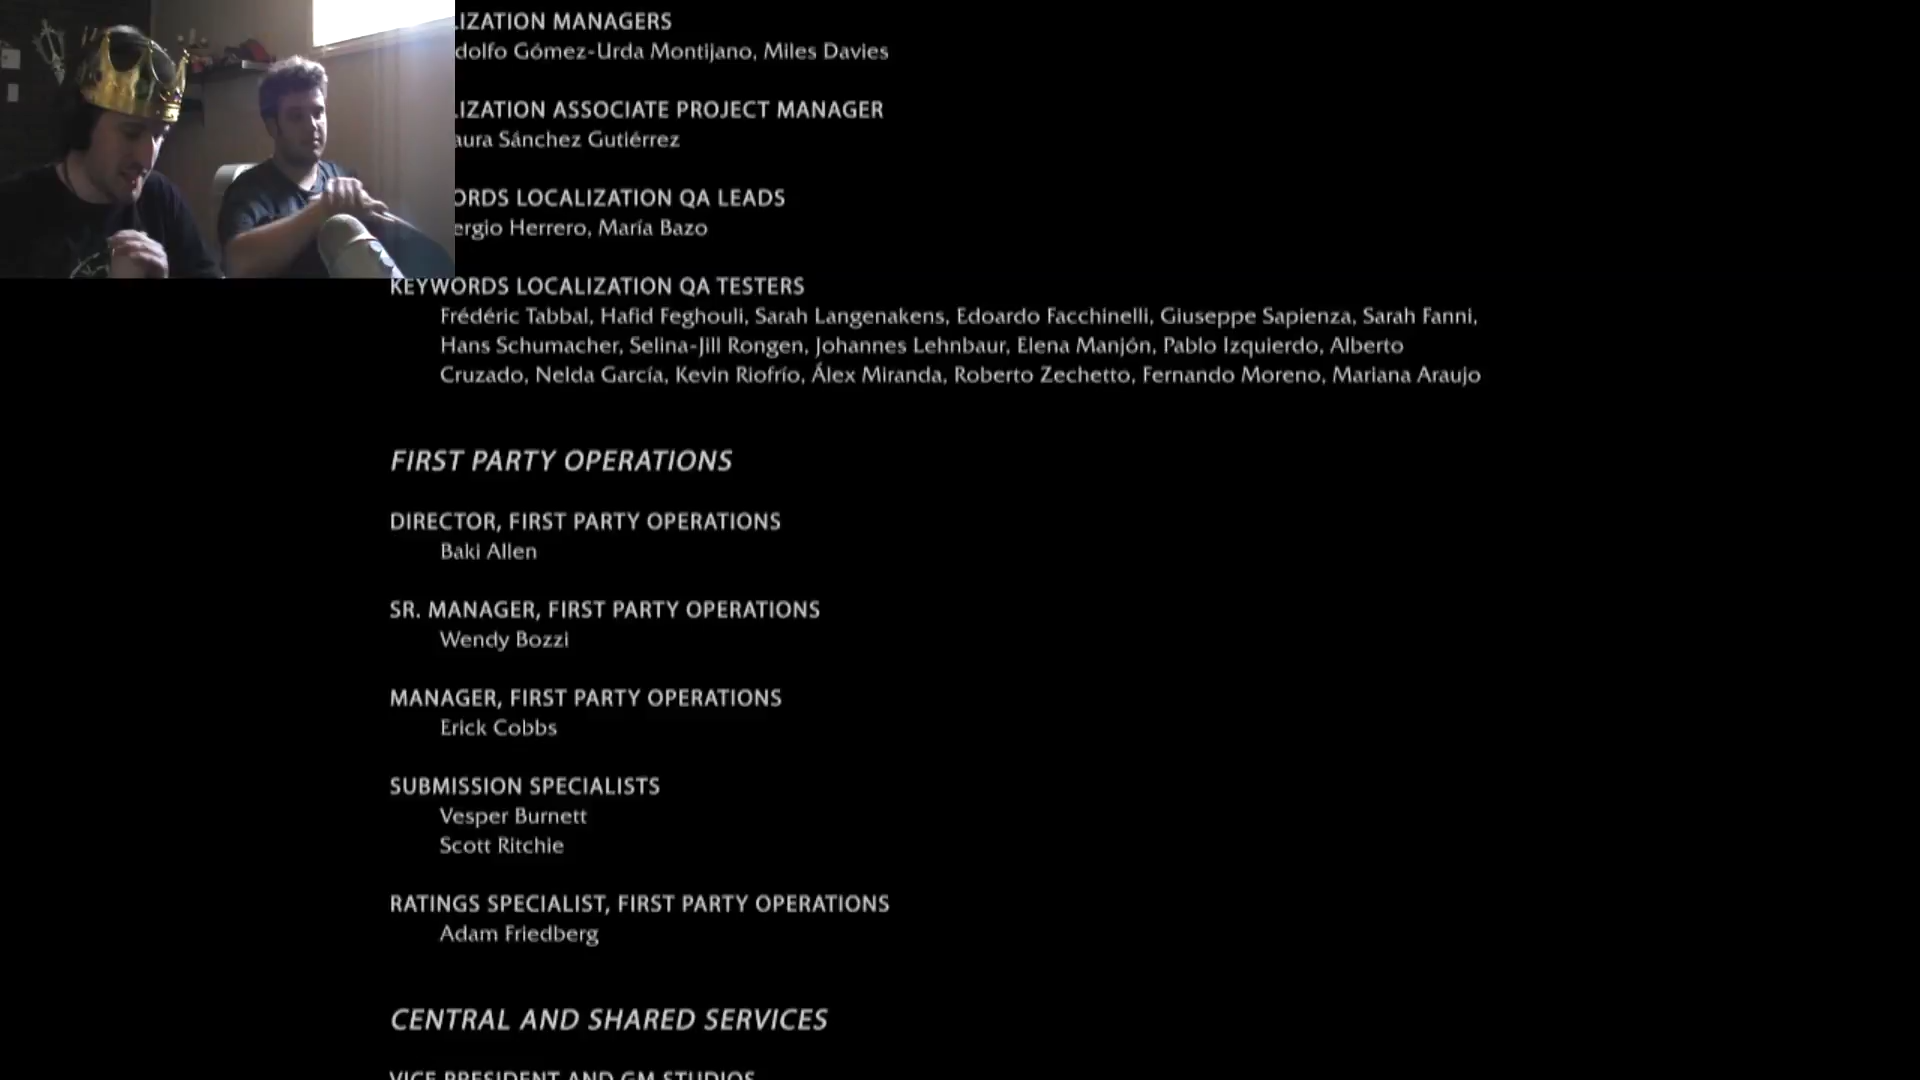 LIZATION MANAGERS
dolfo Gómez-Urda Montijano, Miles Davies
LIZATION ASSOCIATE PROJECT MANAGER
aura Sánchez Gutiérrez
ORDS LOCALIZATION QA LEADS
ergio Herrero, María Bazo
KEYWORDS LOCALIZATION QA TESTERS
Frédéric Tabbal, Hafid Feghouli, Sarah Langenakens, Edoardo Facchinelli, Giuseppe Sapienza, Sarah Fanni,
Hans Schumacher, Selina-Jill Rongen, Johannes Lehnbaur, Elena Manjón, Pablo Izquierdo, Alberto
Cruzado, Nelda García, Kevin Riofrío, Álex Miranda, Roberto Zechetto, Fernando Moreno, Mariana Araujo
FIRST PARTY OPERATIONS
DIRECTOR, FIRST PARTY OPERATIONS
Baki Allen
SR. MANAGER, FIRST PARTY OPERATIONS
Wendy Bozzi
MANAGER, FIRST PARTY OPERATIONS
Erick Cobbs
SUBMISSION SPECIALISTS
Vesper Burnett
Scott Ritchie
RATINGS SPECIALIST, FIRST PARTY OPERATIONS
Adam Friedberg
CENTRAL AND SHARED SERVICES
VICE PRESIDENT AND GM STUDIOS